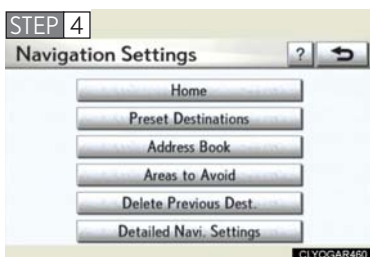 STEP 4
Navigation Settings ?
Home
Preset Destinations
Address Book
Areas to Avoid
Delete Previous Dest.
Detailed Navi. Settings
CLYOGAR460